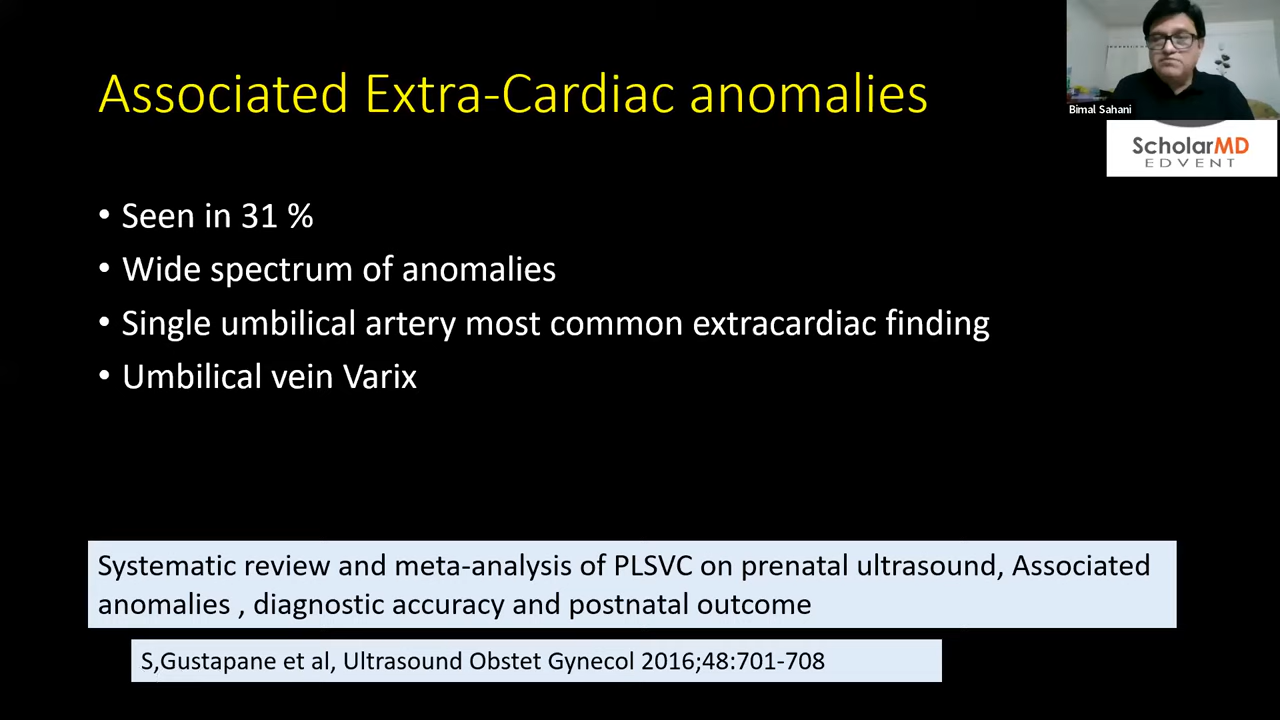 Associated Extra-Cardiac anomalies
Bimal Sahani
ScholarMD
EDVENT
• Seen in 31 %
• Wide spectrum of anomalies
• Single umbilical artery most common extracardiac finding
• Umbilical vein Varix
Systematic review and meta-analysis of PLSVC on prenatal ultrasound, Associated
anomalies , diagnostic accuracy and postnatal outcome
S,Gustapane et al, Ultrasound Obstet Gynecol 2016;48:701-708